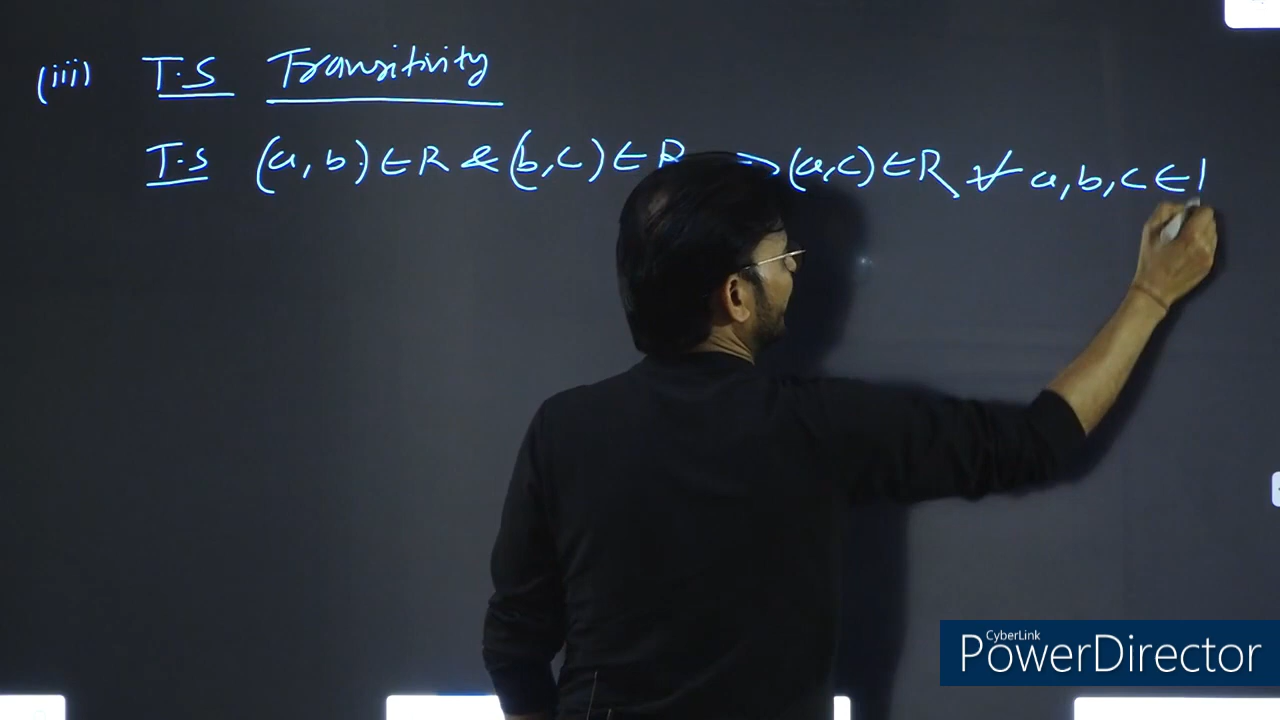 (iii) T.S Transitivity
T.S (a, b) ∈ R & (b, c) ∈ R ⇒ (a, c) ∈ R ∀ a, b, c ∈
CyberLink
PowerDirector